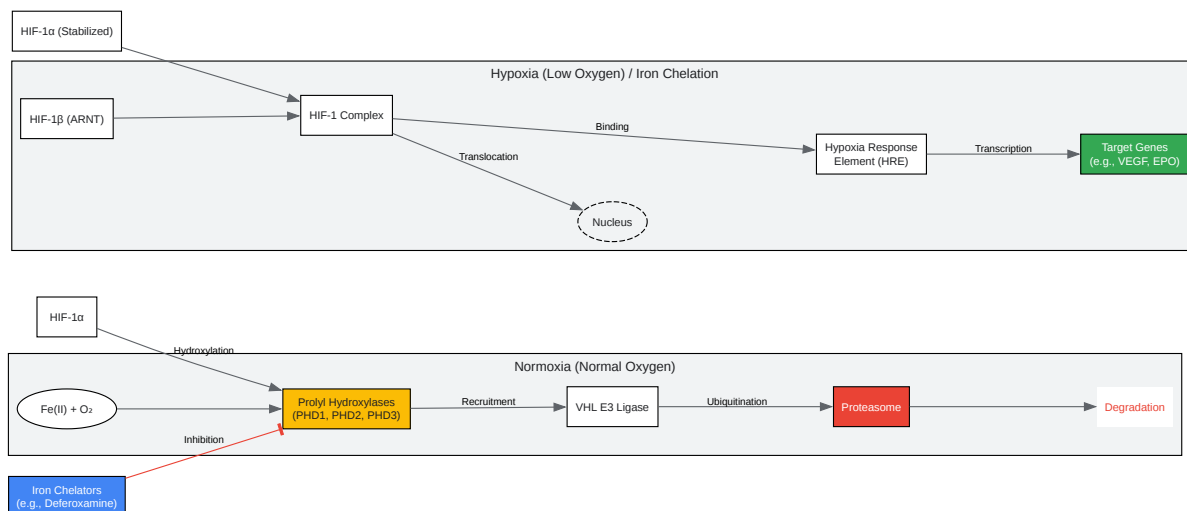 HIF-1α (Stabilized)
Hypoxia (Low Oxygen) / Iron Chelation
HIF-1β (ARNT)
HIF-1 Complex
Binding
Translocation
Hypoxia Response
Element (HRE)
Transcription
Target Genes
(e.g., VEGF, EPO)
Nucleus
HIF-1α
Hydroxylation
Normoxia (Normal Oxygen)
Fe(II) + O₂
Prolyl Hydroxylases
(PHD1, PHD2, PHD3)
Recruitment
VHL E3 Ligase
Ubiquitination
Proteasome
Degradation
Inhibition
Iron Chelators
(e.g., Deferoxamine)